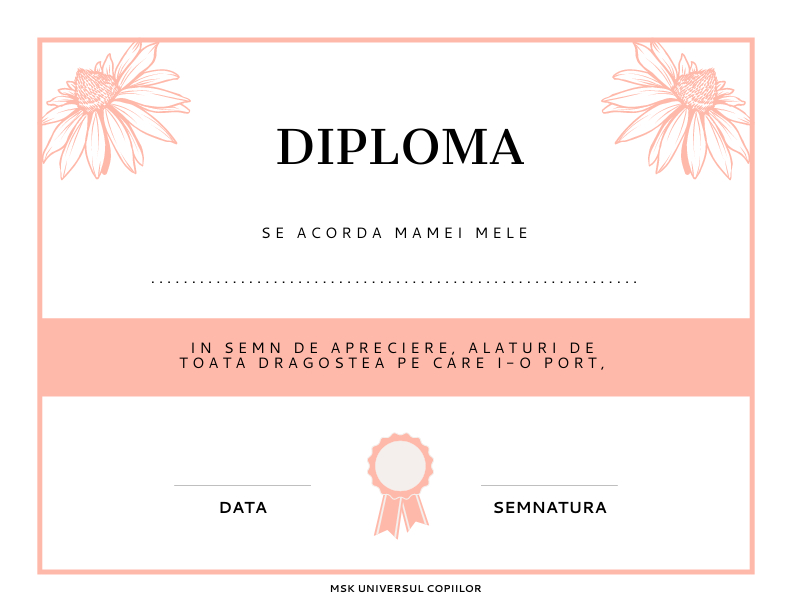 DIPLOMA
SE ACORDA MAMEI MELE
............................................................
IN SEMN DE APRECIERE, ALATURI DE
TOATA DRAGOSTEA PE CARE I-O PORT,
DATA
SEMNATURA
MSK UNIVERSUL COPIILOR